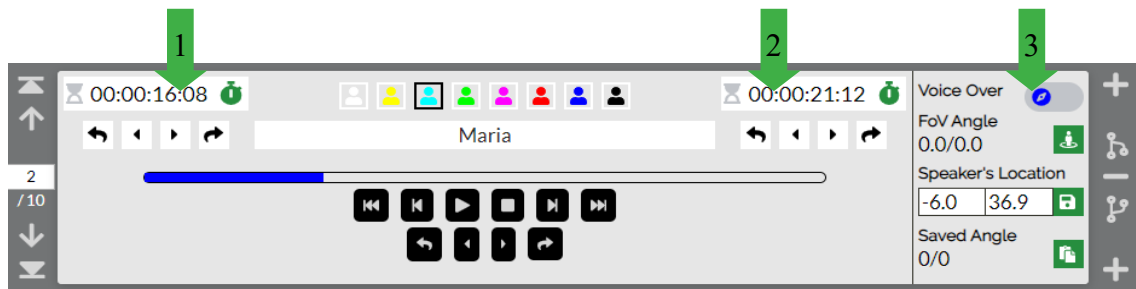 1
2
3
00:00:16:08
00:00:21:12
Maria
2
/ 10
Voice Over
FoV Angle
0.0/0.0
Speaker's Location
-6.0 36.9
Saved Angle
0/0